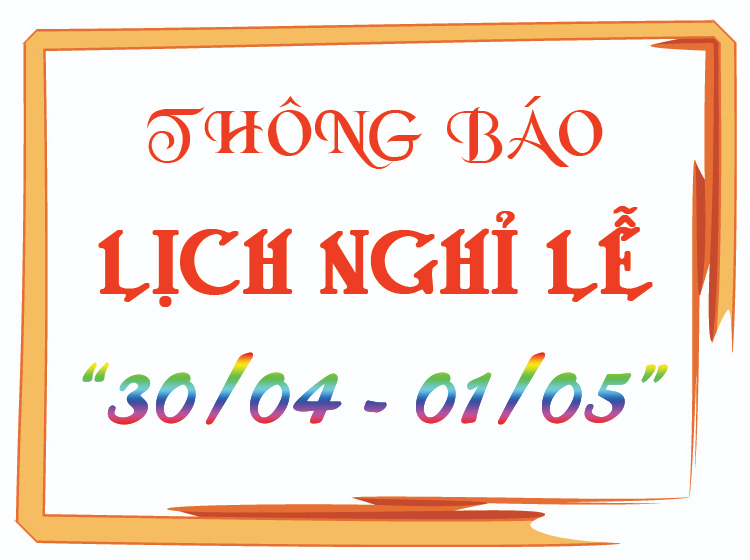 THÔNG BÁO
LỊCH NGHỈ LỄ
“30/04 - 01/05”